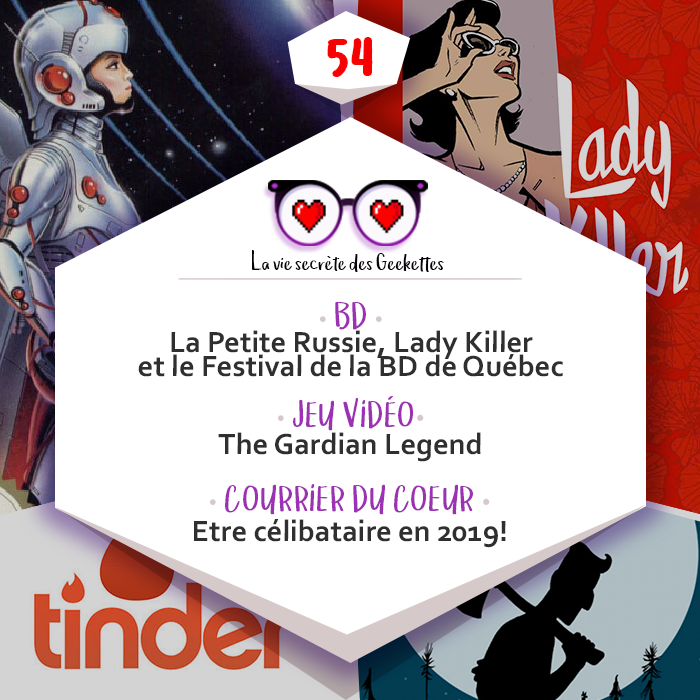 54
Lady
Killer
La vie secrète des Geekettes
• BD •
La Petite Russie, Lady Killer
et le Festival de la BD de Québec
• JEU VIDÉO •
The Gardian Legend
• COURRIER DU COEUR •
Etre célibataire en 2019!
tinder